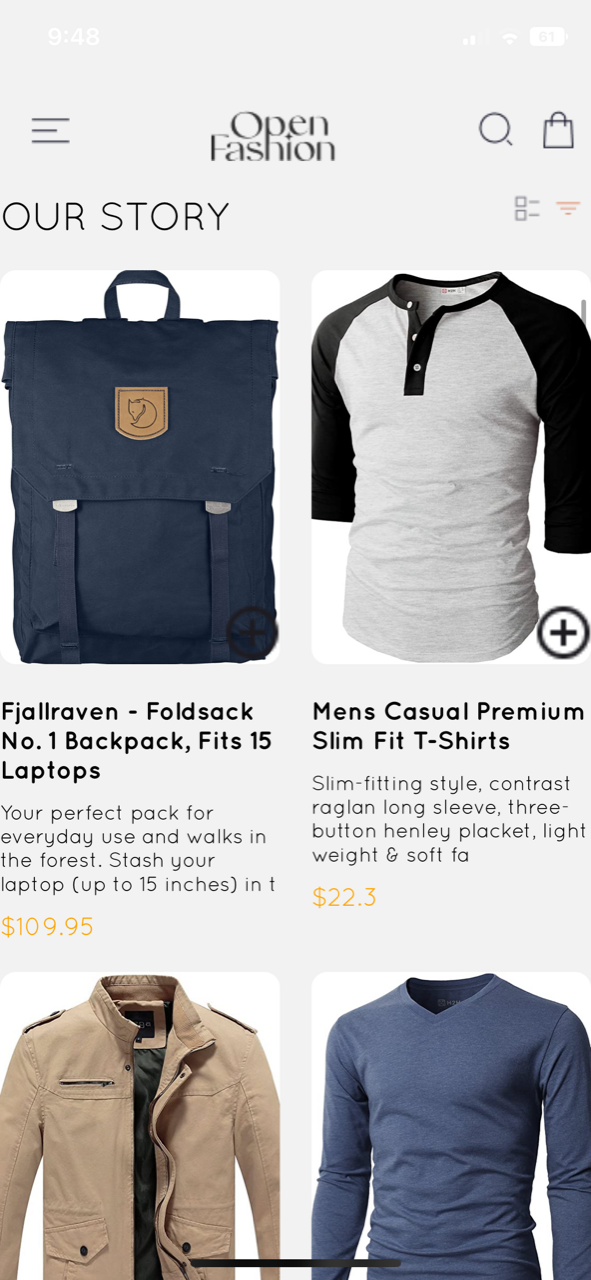 9:48
61
Open
Fashion
OUR STORY
Fjallraven - Foldsack
No. 1 Backpack, Fits 15
Laptops
Your perfect pack for
everyday use and walks in
the forest. Stash your
laptop (up to 15 inches) in t
$109.95
Mens Casual Premium
Slim Fit T-Shirts
Slim-fitting style, contrast
raglan long sleeve, three-
button henley placket, light
weight & soft fa
$22.3